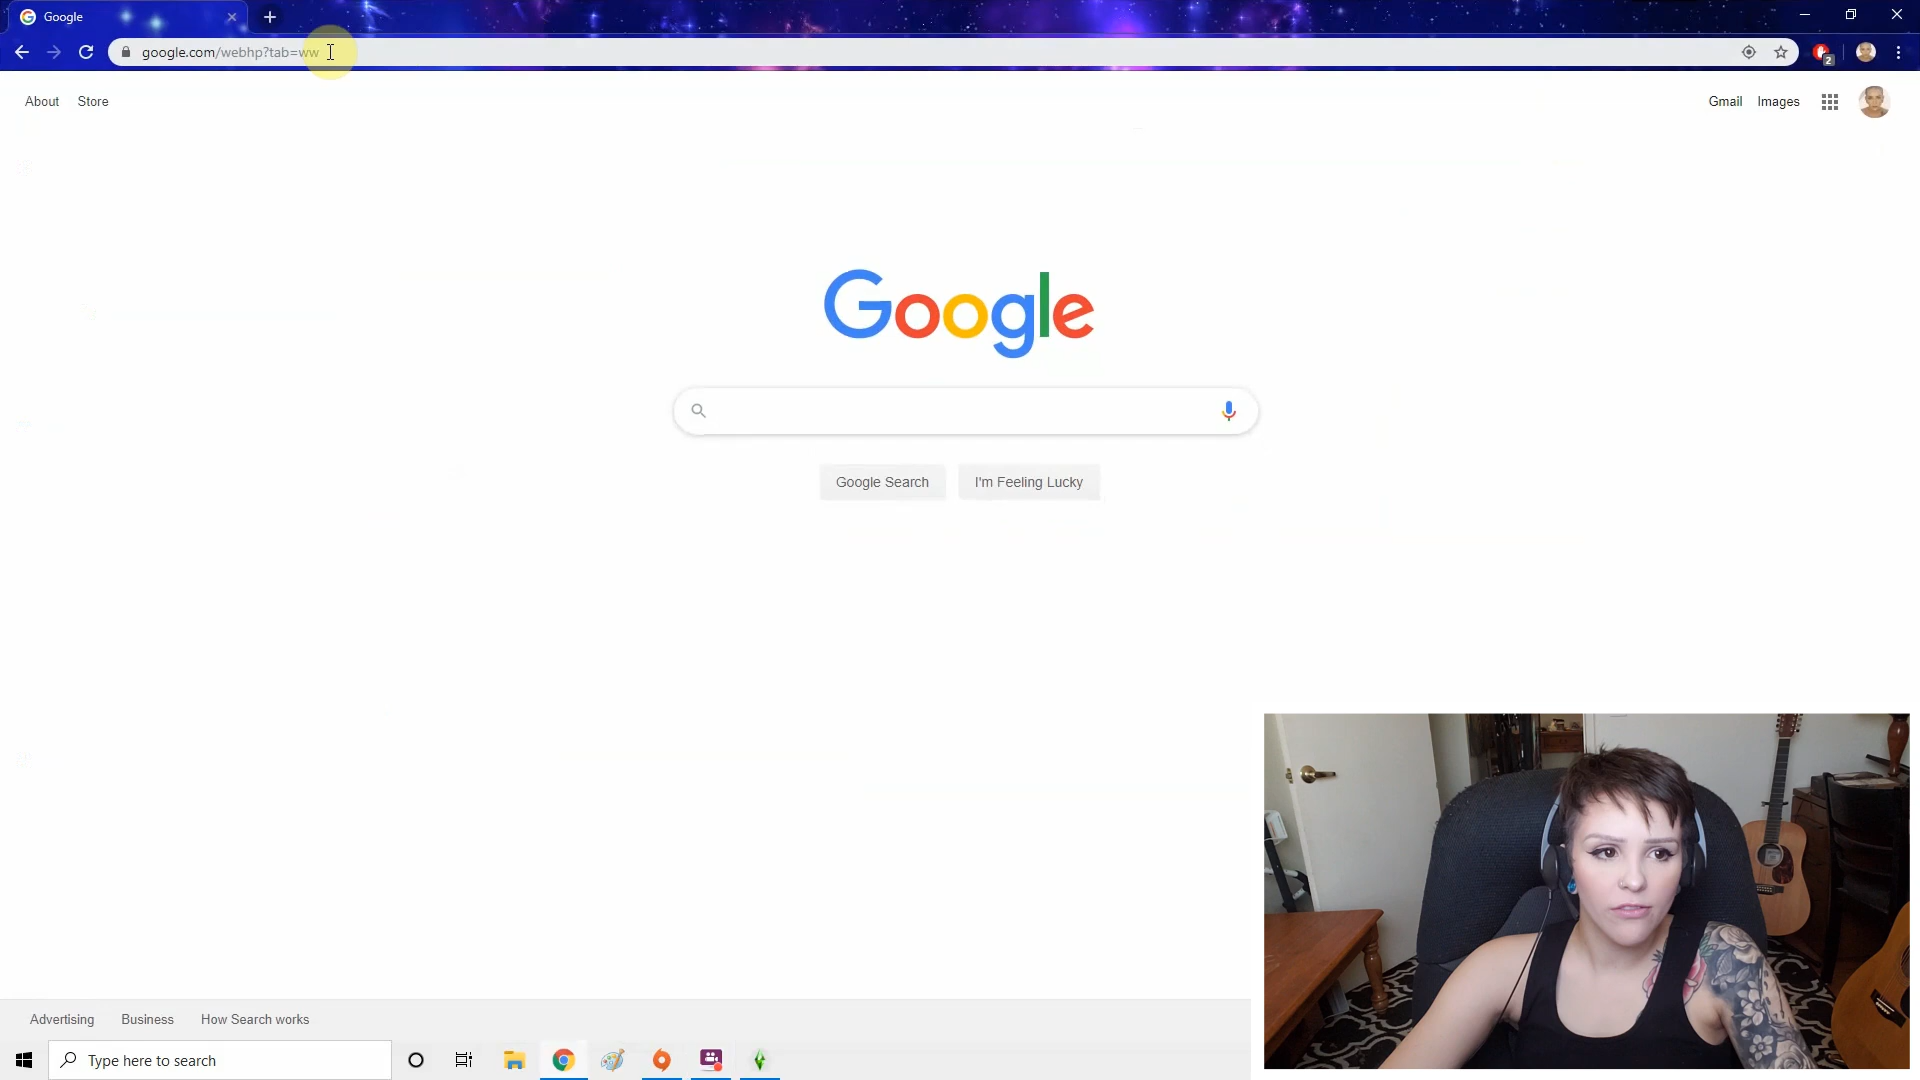 Google
google.com/webhp?tab=ww
2
About Store
Gmail Images
Google
Google Search I'm Feeling Lucky
Advertising Business How Search works
Type here to search